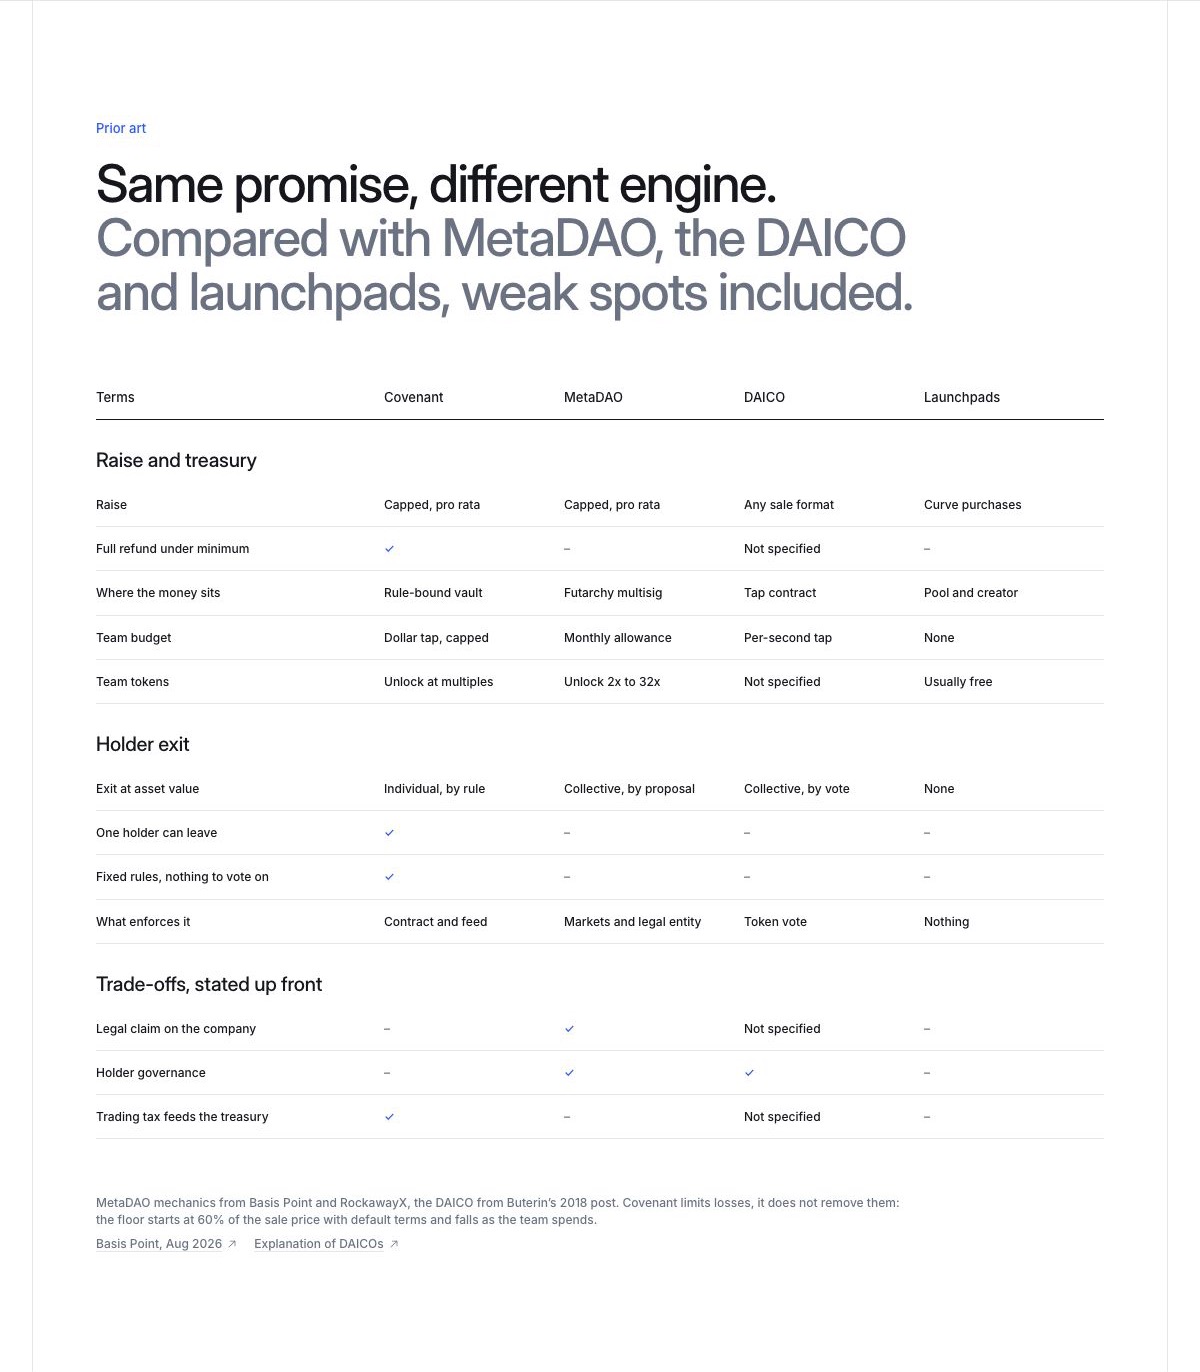 Prior art
Same promise, different engine.
Compared with MetaDAO, the DAICO
and launchpads, weak spots included.
Terms Covenant MetaDAO DAICO Launchpads
Raise and treasury
Raise Capped, pro rata Capped, pro rata Any sale format Curve purchases
Full refund under minimum ✓ – Not specified –
Where the money sits Rule-bound vault Futarchy multisig Tap contract Pool and creator
Team budget Dollar tap, capped Monthly allowance Per-second tap None
Team tokens Unlock at multiples Unlock 2x to 32x Not specified Usually free
Holder exit
Exit at asset value Individual, by rule Collective, by proposal Collective, by vote None
One holder can leave ✓ – – –
Fixed rules, nothing to vote on ✓ – – –
What enforces it Contract and feed Markets and legal entity Token vote Nothing
Trade-offs, stated up front
Legal claim on the company – ✓ Not specified –
Holder governance – ✓ ✓ –
Trading tax feeds the treasury ✓ – Not specified –
MetaDAO mechanics from Basis Point and RockawayX, the DAICO from Buterin’s 2018 post. Covenant limits losses, it does not remove them:
the floor starts at 60% of the sale price with default terms and falls as the team spends.
Basis Point, Aug 2026 ↗ Explanation of DAICOs ↗